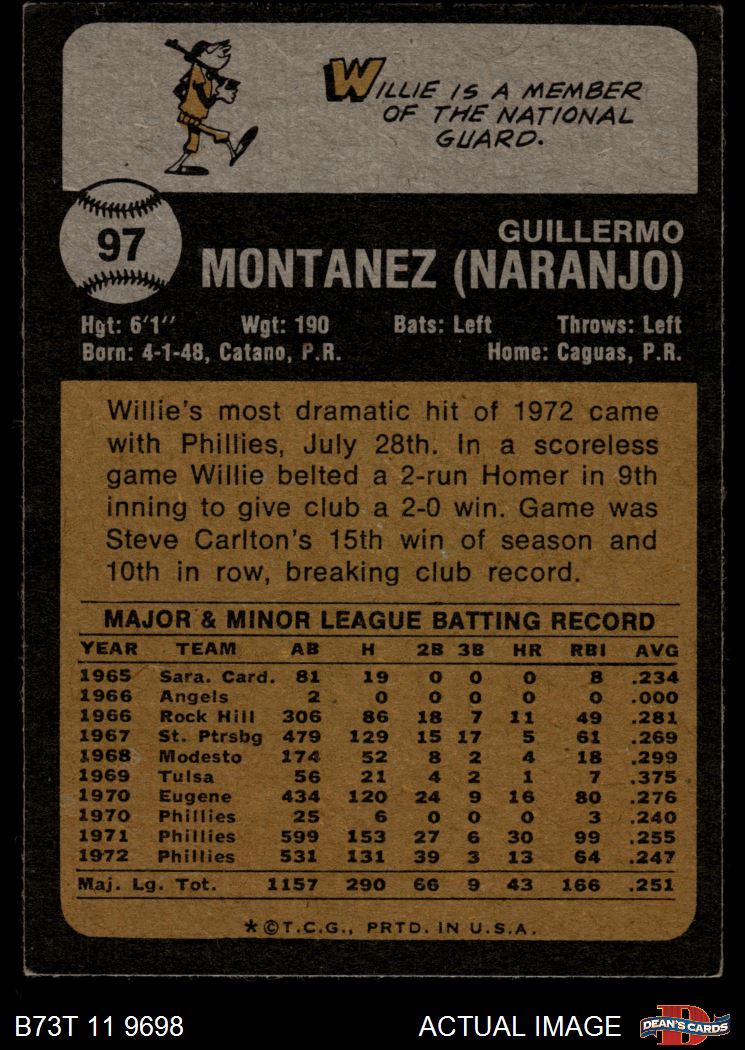 WILLIE IS A MEMBER
OF THE NATIONAL
GUARD.
97
GUILLERMO
MONTANEZ (NARANJO)
Hgt: 6'1" Wgt: 190 Bats: Left Throws: Left
Born: 4-1-48, Catano, P.R. Home: Caguas, P.R.
Willie's most dramatic hit of 1972 came
with Phillies, July 28th. In a scoreless
game Willie belted a 2-run Homer in 9th
inning to give club a 2-0 win. Game was
Steve Carlton's 15th win of season and
10th in row, breaking club record.
MAJOR & MINOR LEAGUE BATTING RECORD
YEAR TEAM AB H 2B 3B HR RBI AVG
1965 Sara. Card. 81 19 0 0 0 8 .234
1966 Angels 2 0 0 0 0 0 .000
1966 Rock Hill 306 86 18 7 11 49 .281
1967 St. Ptrsbg 479 129 15 17 5 61 .269
1968 Modesto 174 52 8 2 4 18 .299
1969 Tulsa 56 21 4 2 1 7 .375
1970 Eugene 434 120 24 9 16 80 .276
1970 Phillies 25 6 0 0 0 3 .240
1971 Phillies 599 153 27 6 30 99 .255
1972 Phillies 531 131 39 3 13 64 .247
Maj. Lg. Tot. 1157 290 66 9 43 166 .251
*©T.C.G., PRTD. IN U.S.A.
B73T 11 9698 ACTUAL IMAGE D DEAN'S CARDS